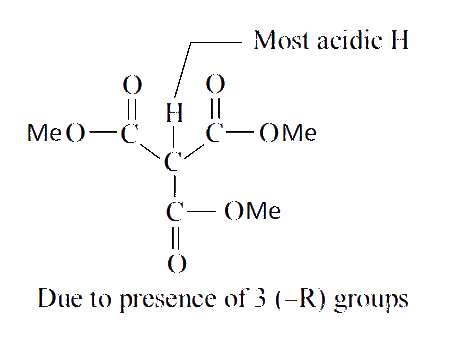 Most acidic H
O O
H
MeO—C C—OMe
C
C—OMe
O
Due to presence of 3 (–R) groups